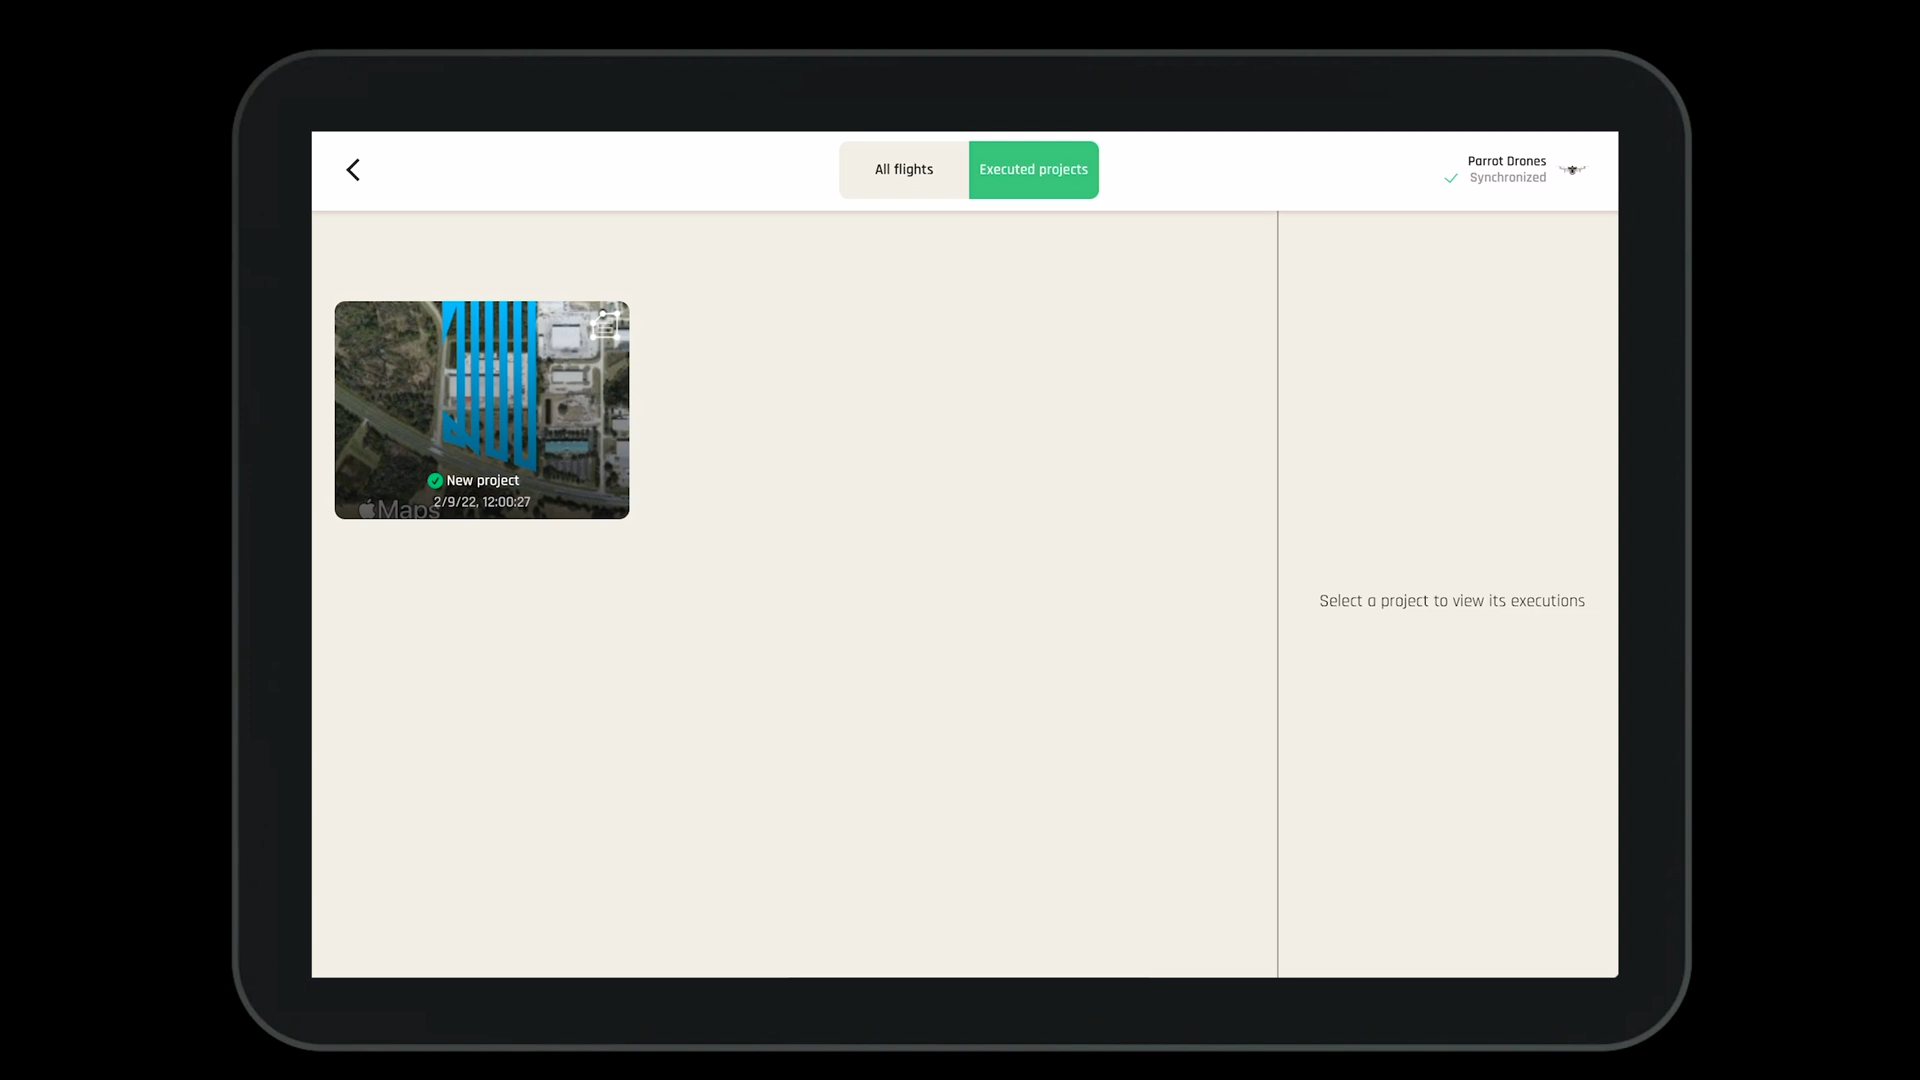 All flights
Executed projects
Parrot Drones
Synchronized
New project
2/9/22, 12:00:27
Maps
Select a project to view its executions